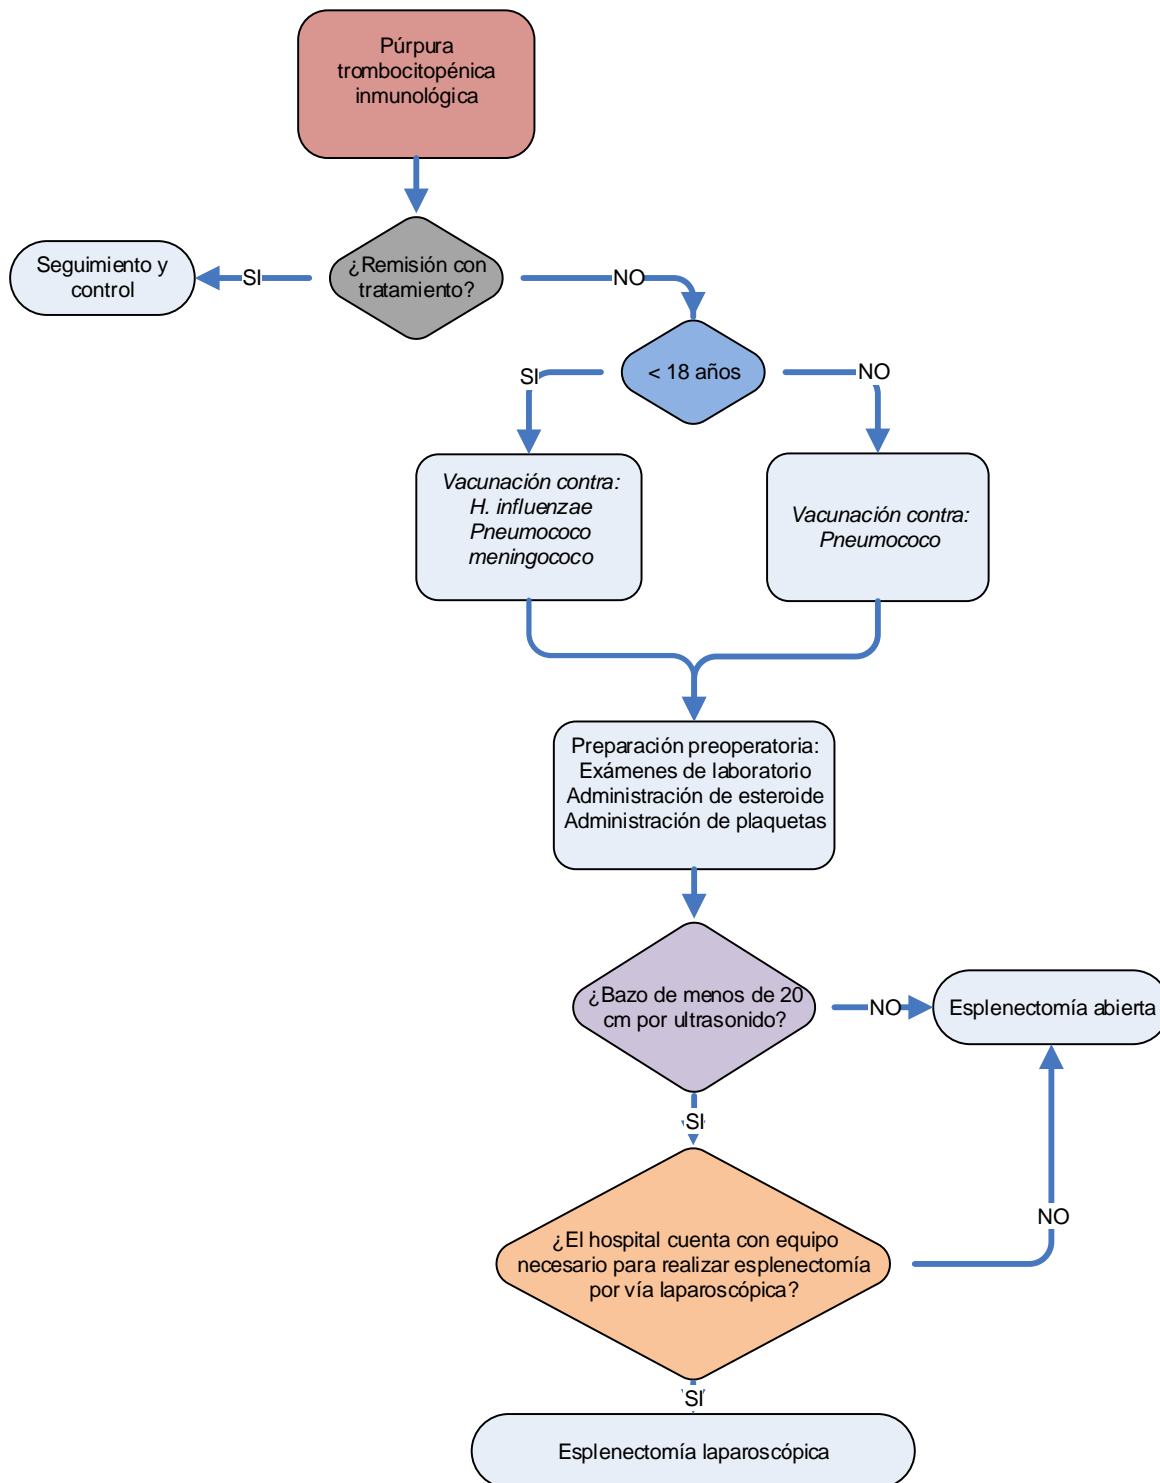 Púrpura
trombocitopénica
inmunológica
¿Remisión con
tratamiento?
SI
Seguimiento y
control
NO
< 18 años
SI
NO
Vacunación contra:
H. influenzae
Pneumococo
meningococo
Vacunación contra:
Pneumococo
Preparación preoperatoria:
Exámenes de laboratorio
Administración de esteroide
Administración de plaquetas
¿Bazo de menos de 20
cm por ultrasonido?
NO
Esplenectomía abierta
SI
¿El hospital cuenta con equipo
necesario para realizar esplenectomía
por vía laparoscópica?
NO
SI
Esplenectomía laparoscópica